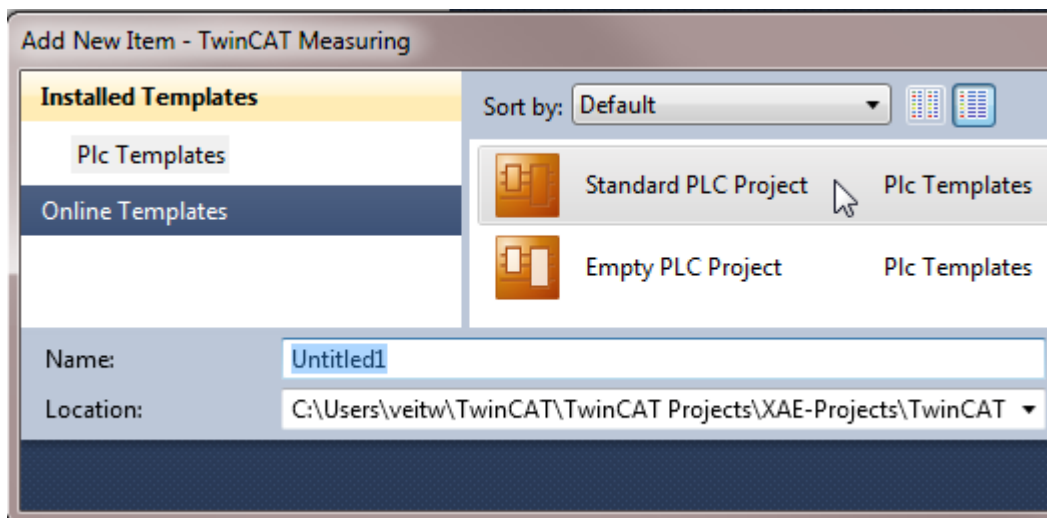 Add New Item - TwinCAT Measuring
Installed Templates
Plc Templates
Online Templates
Sort by: Default
Standard PLC Project Plc Templates
Empty PLC Project Plc Templates
Name: Untitled1
Location: C:\Users\veitw\TwinCAT\TwinCAT Projects\XAE-Projects\TwinCAT